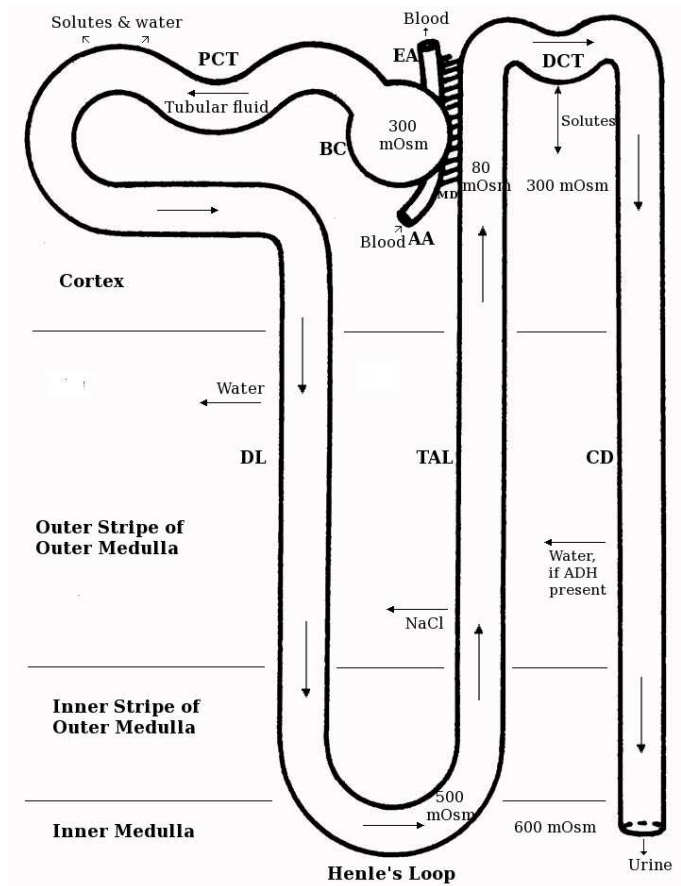 Solutes & water
Blood
PCT
EA
DCT
Tubular fluid
Solutes
300
mOsm
BC
80
mOsm
300 mOsm
MD
Blood
AA
Cortex
Water
DL
TAL
CD
Outer Stripe of
Outer Medulla
Water,
if ADH
present
NaCl
Inner Stripe of
Outer Medulla
500
mOsm
600 mOsm
Inner Medulla
Urine
Henle's Loop